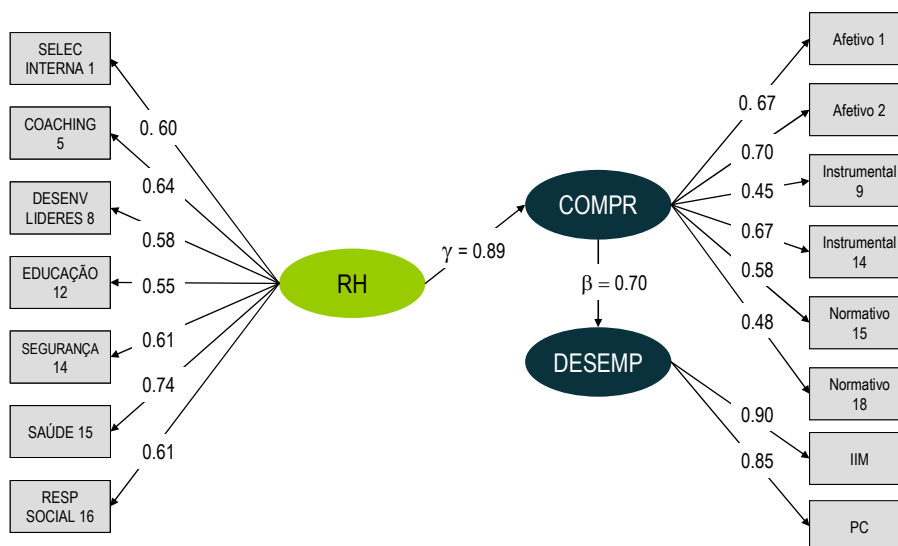 SELEC
INTERNA 1
COACHING
5
DESENV
LIDERES 8
EDUCAÇÃO
12
SEGURANÇA
14
SAÚDE 15
RESP
SOCIAL 16
0. 60
0.64
0.58
0.55
0.61
0.74
0.61
RH
γ = 0.89
COMPR
β = 0.70
DESEMP
0. 67
0.70
0.45
0.67
0.58
0.48
0.90
0.85
Afetivo 1
Afetivo 2
Instrumental
9
Instrumental
14
Normativo
15
Normativo
18
IIM
PC